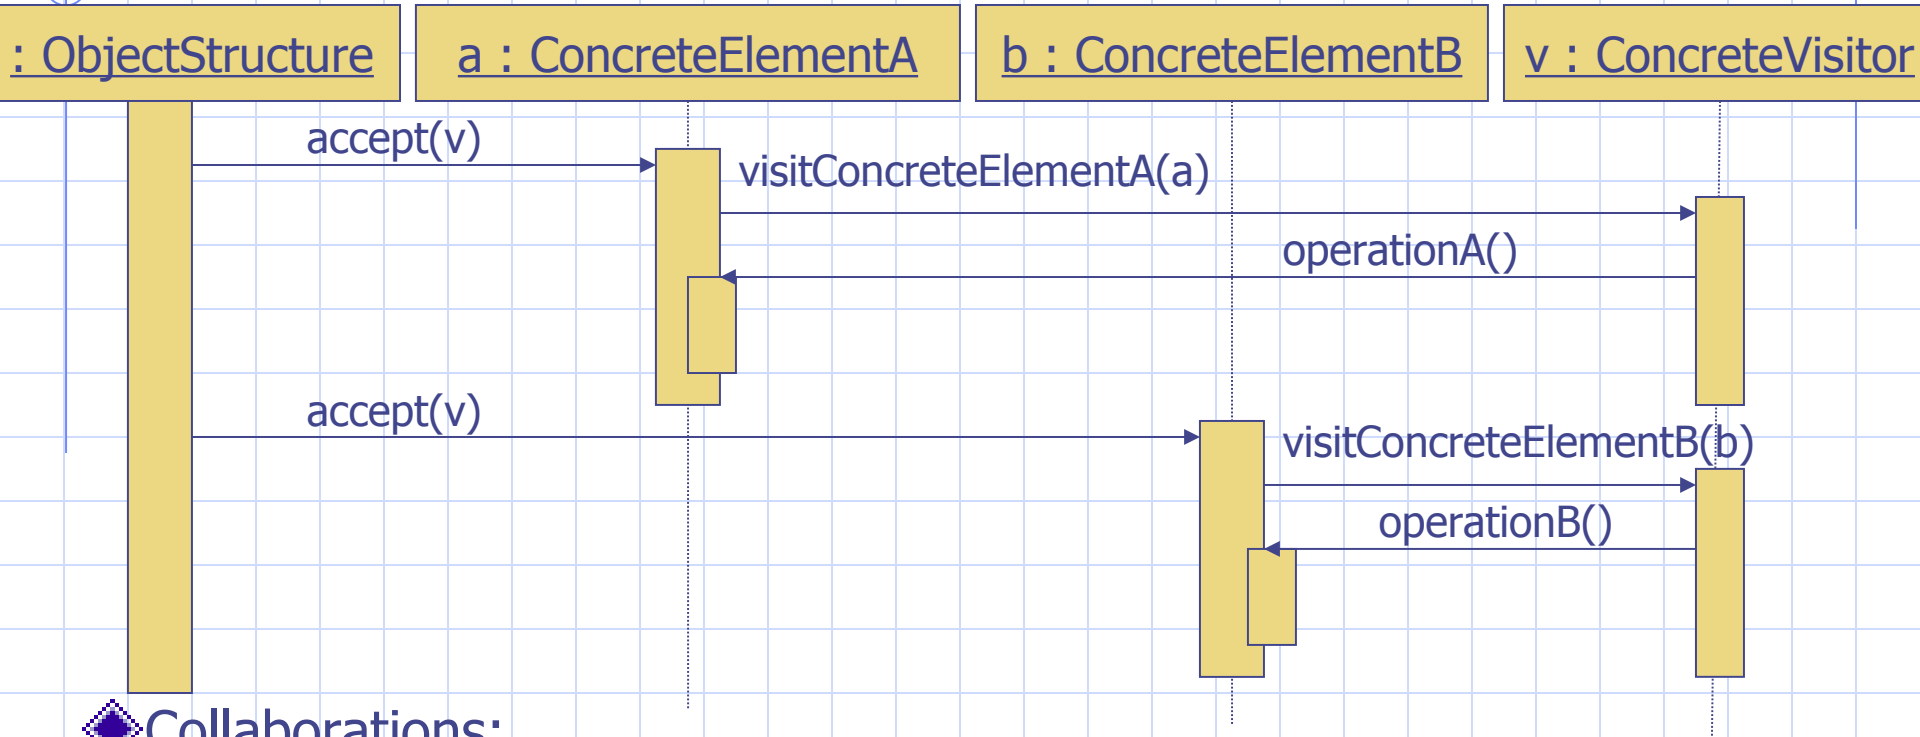 : ObjectStructure
a : ConcreteElementA
b : ConcreteElementB
v : ConcreteVisitor
accept(v)
visitConcreteElementA(a)
operationA()
accept(v)
visitConcreteElementB(b)
operationB()
Collaborations: